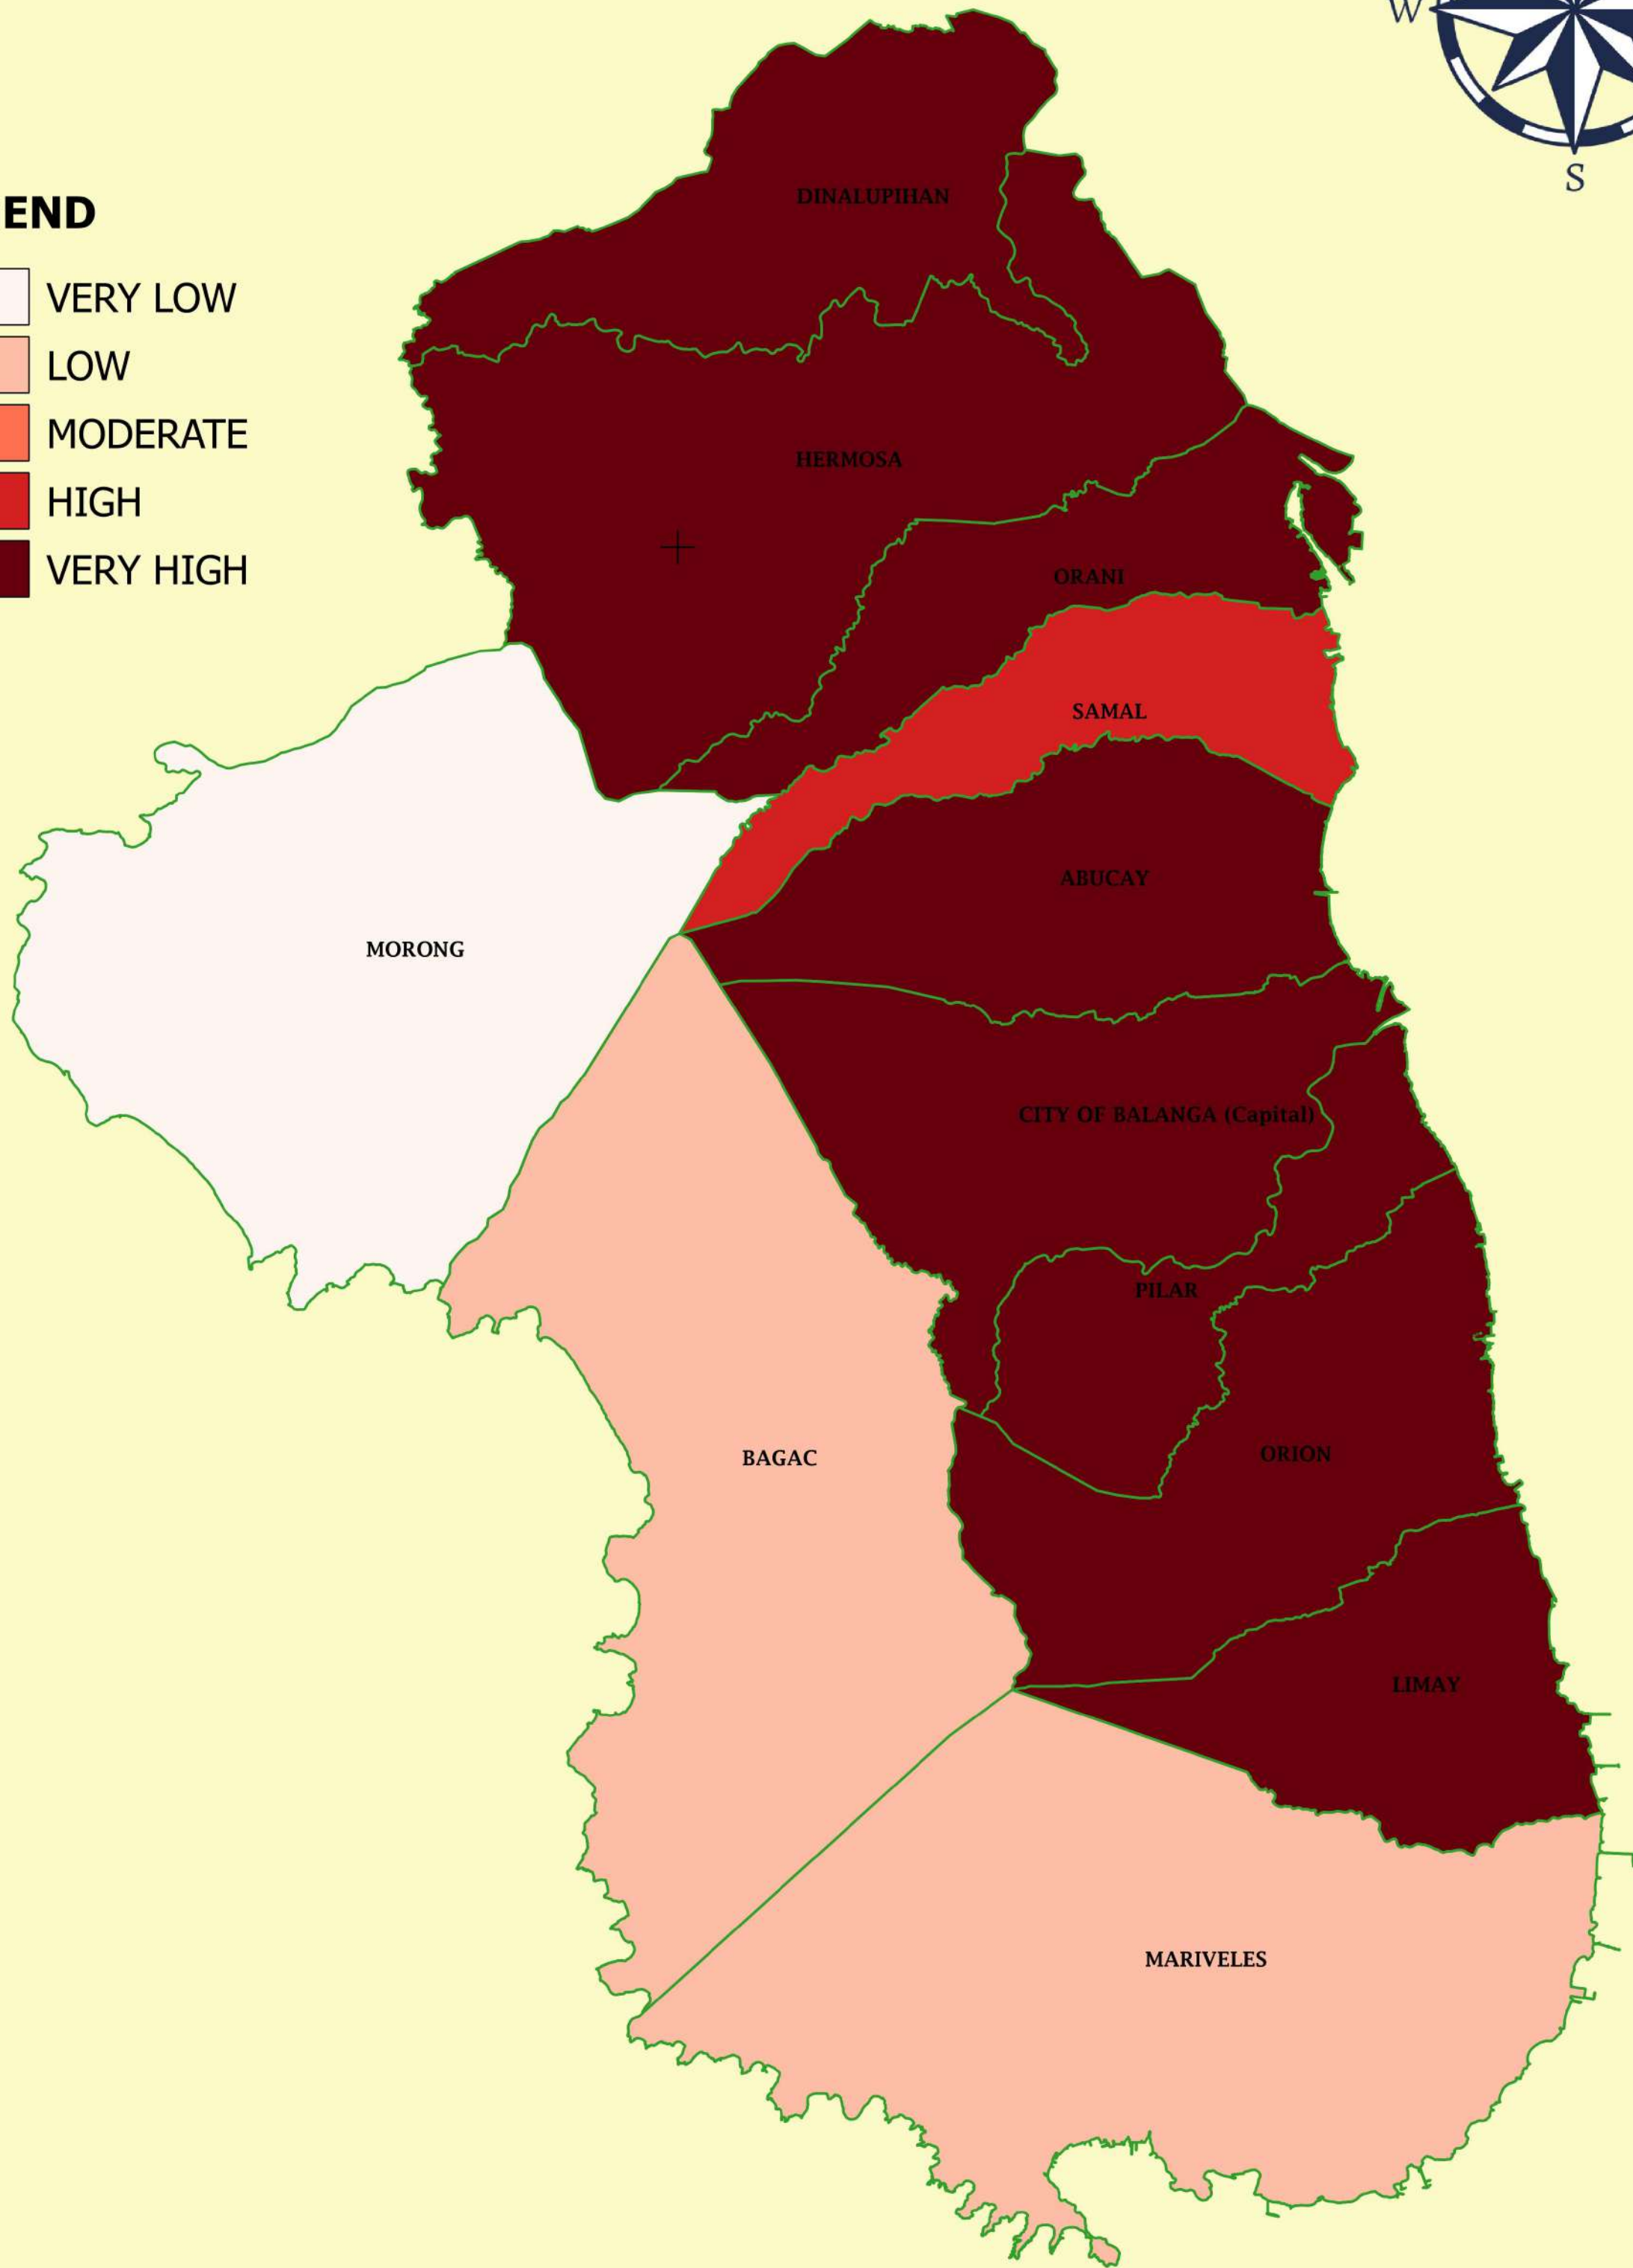 W
S
END
VERY LOW
LOW
MODERATE
HIGH
VERY HIGH
DINALUPIHAN
HERMOSA
ORANI
SAMAL
ABUCAY
MORONG
CITY OF BALANGA (Capital)
PILAR
BAGAC
ORION
LIMAY
MARIVELES